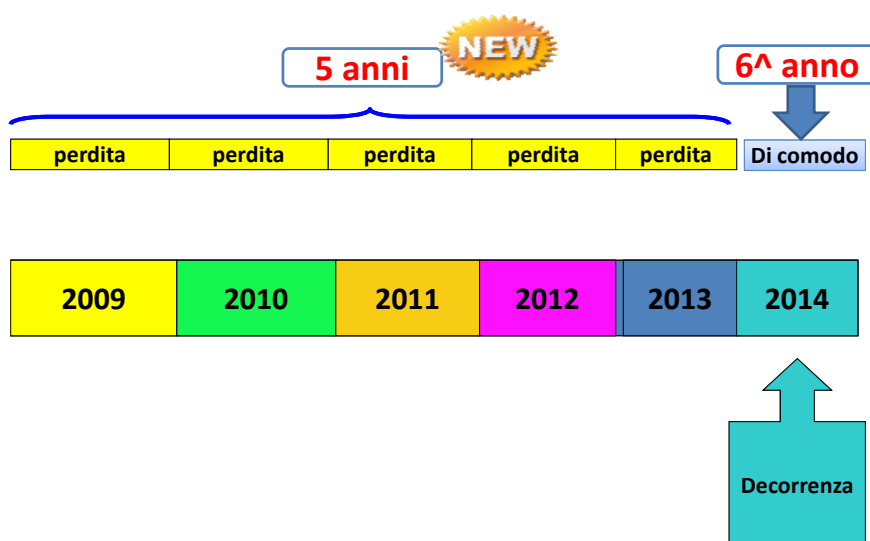 NEW
5 anni
6^ anno
perdita perdita perdita perdita perdita Di comodo
2009 2010 2011 2012 2013 2014
Decorrenza